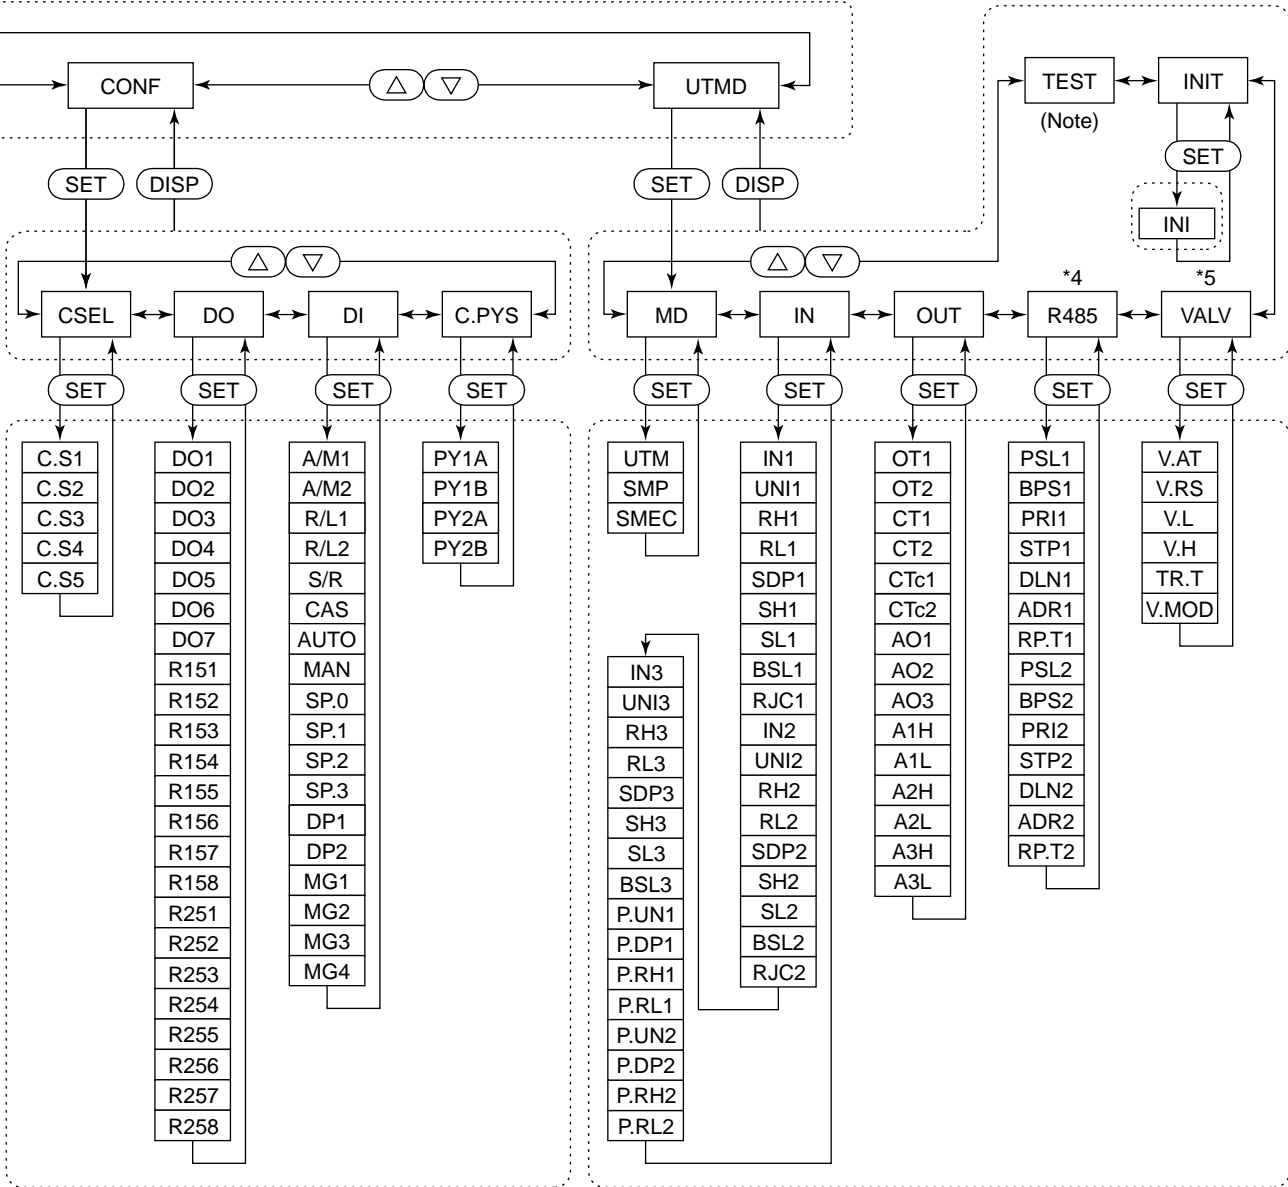 CONF
△ ▽
UTMD
TEST
INIT
(Note)
SET
DISP
SET
DISP
SET
INI
△ ▽
△ ▽
*4
*5
CSEL
DO
DI
C.PYS
MD
IN
OUT
R485
VALV
SET
SET
SET
SET
SET
SET
SET
SET
SET
C.S1
C.S2
C.S3
C.S4
C.S5
DO1
DO2
DO3
DO4
DO5
DO6
DO7
R151
R152
R153
R154
R155
R156
R157
R158
R251
R252
R253
R254
R255
R256
R257
R258
A/M1
A/M2
R/L1
R/L2
S/R
CAS
AUTO
MAN
SP.0
SP.1
SP.2
SP.3
DP1
DP2
MG1
MG2
MG3
MG4
PY1A
PY1B
PY2A
PY2B
UTM
SMP
SMEC
IN1
UNI1
RH1
RL1
SDP1
SH1
SL1
BSL1
RJC1
IN2
UNI2
RH2
RL2
SDP2
SH2
SL2
BSL2
RJC2
IN3
UNI3
RH3
RL3
SDP3
SH3
SL3
BSL3
P.UN1
P.DP1
P.RH1
P.RL1
P.UN2
P.DP2
P.RH2
P.RL2
OT1
OT2
CT1
CT2
CTc1
CTc2
AO1
AO2
AO3
A1H
A1L
A2H
A2L
A3H
A3L
PSL1
BPS1
PRI1
STP1
DLN1
ADR1
RP.T1
PSL2
BPS2
PRI2
STP2
DLN2
ADR2
RP.T2
V.AT
V.RS
V.L
V.H
TR.T
V.MOD